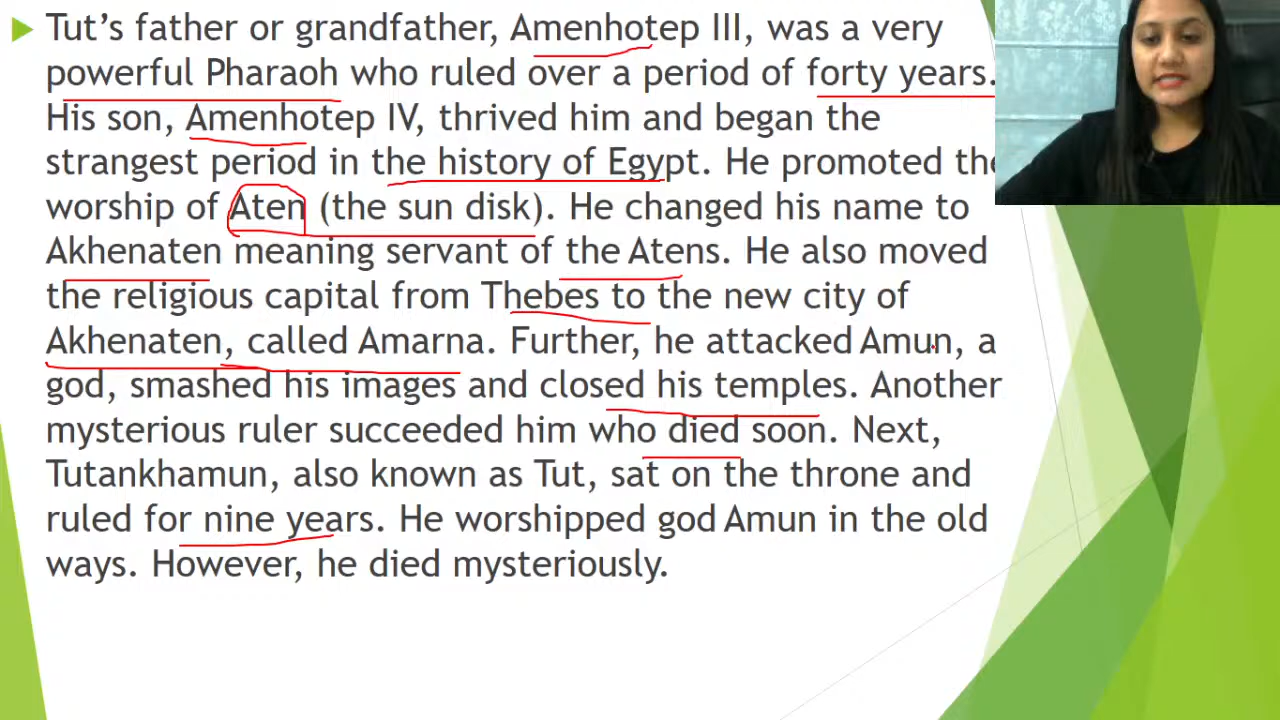 Tut's father or grandfather, Amenhotep III, was a very
powerful Pharaoh who ruled over a period of forty years.
His son, Amenhotep IV, thrived him and began the
strangest period in the history of Egypt. He promoted the
worship of Aten (the sun disk). He changed his name to
Akhenaten meaning servant of the Atens. He also moved
the religious capital from Thebes to the new city of
Akhenaten, called Amarna. Further, he attacked Amun, a
god, smashed his images and closed his temples. Another
mysterious ruler succeeded him who died soon. Next,
Tutankhamun, also known as Tut, sat on the throne and
ruled for nine years. He worshipped god Amun in the old
ways. However, he died mysteriously.